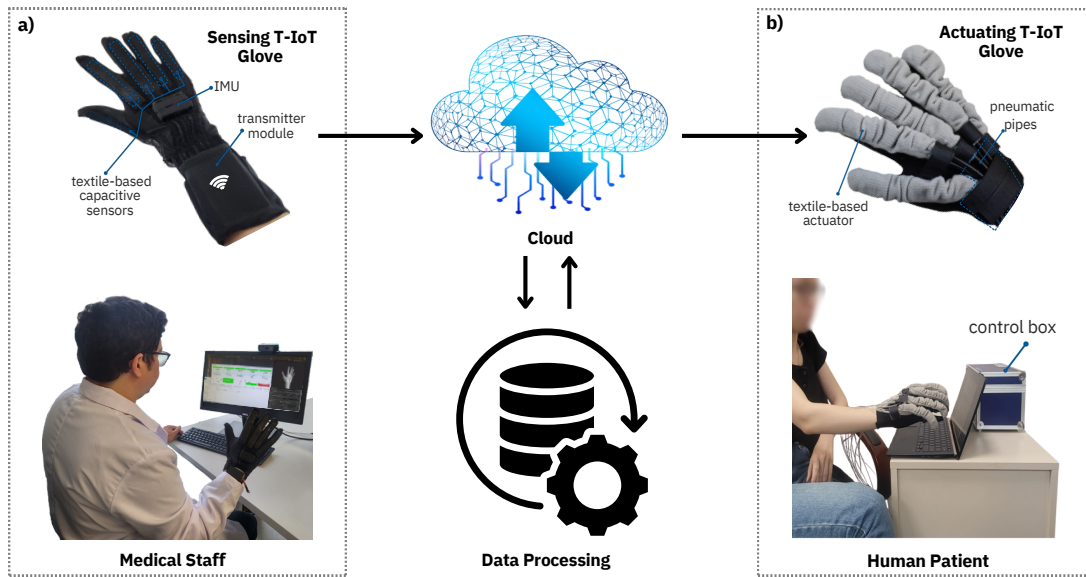 a)
Sensing T-IoT
Glove
IMU
transmitter
module
textile-based
capacitive
sensors
Medical Staff
Cloud
Data Processing
b)
Actuating T-IoT
Glove
pneumatic
pipes
textile-based
actuator
control box
Human Patient